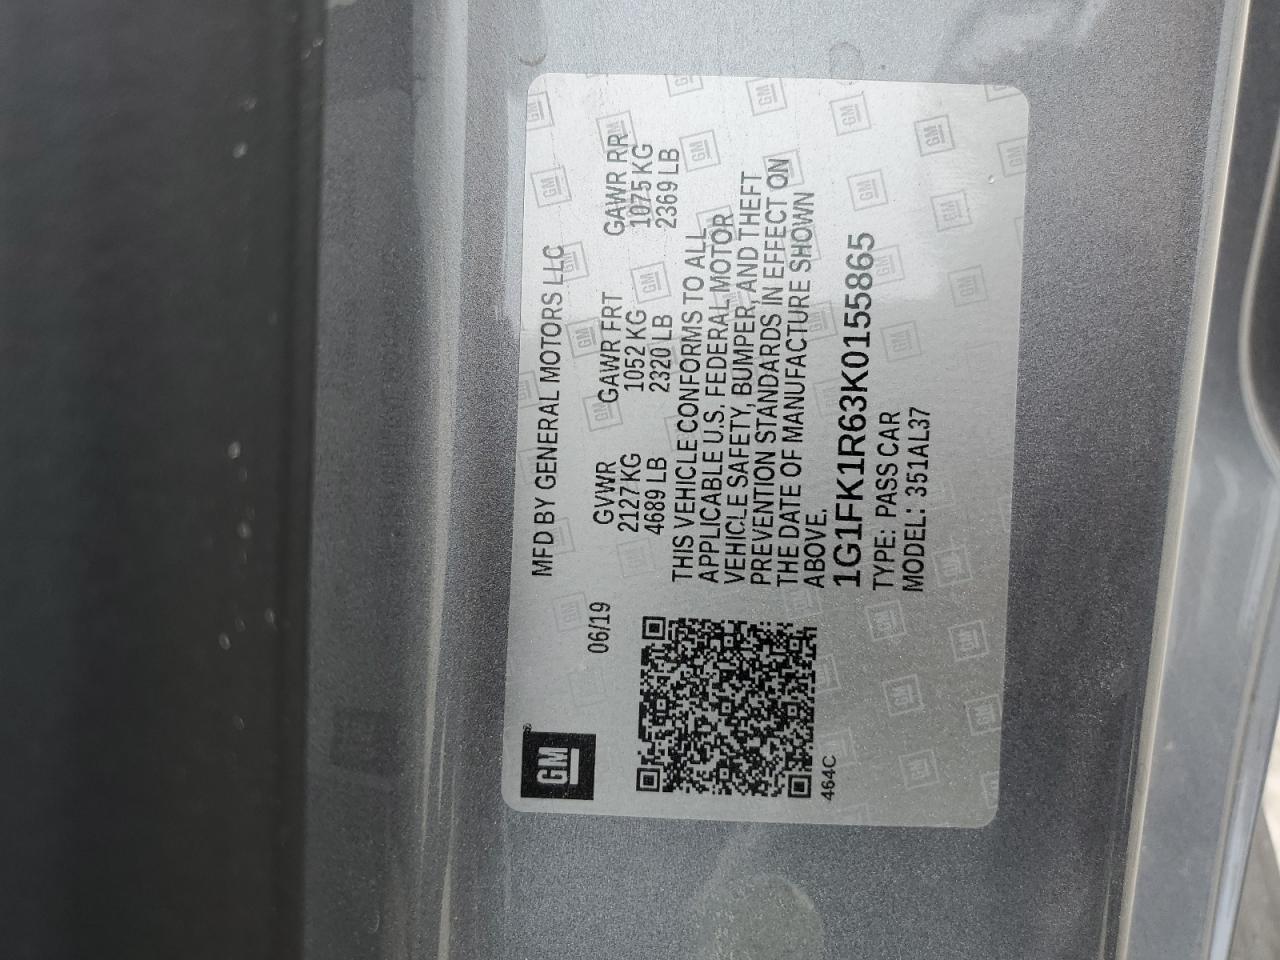 GM
MFD BY GENERAL MOTORS LLC
06/19
GVWR GAWR FRT GAWR RR
2127 KG 1052 KG 1075 KG
4689 LB 2320 LB 2369 LB
THIS VEHICLE CONFORMS TO ALL
APPLICABLE U.S. FEDERAL MOTOR
VEHICLE SAFETY, BUMPER, AND THEFT
PREVENTION STANDARDS IN EFFECT ON
THE DATE OF MANUFACTURE SHOWN
ABOVE.
1G1FK1R63K0155865
TYPE: PASS CAR
MODEL: 351AL37
464C